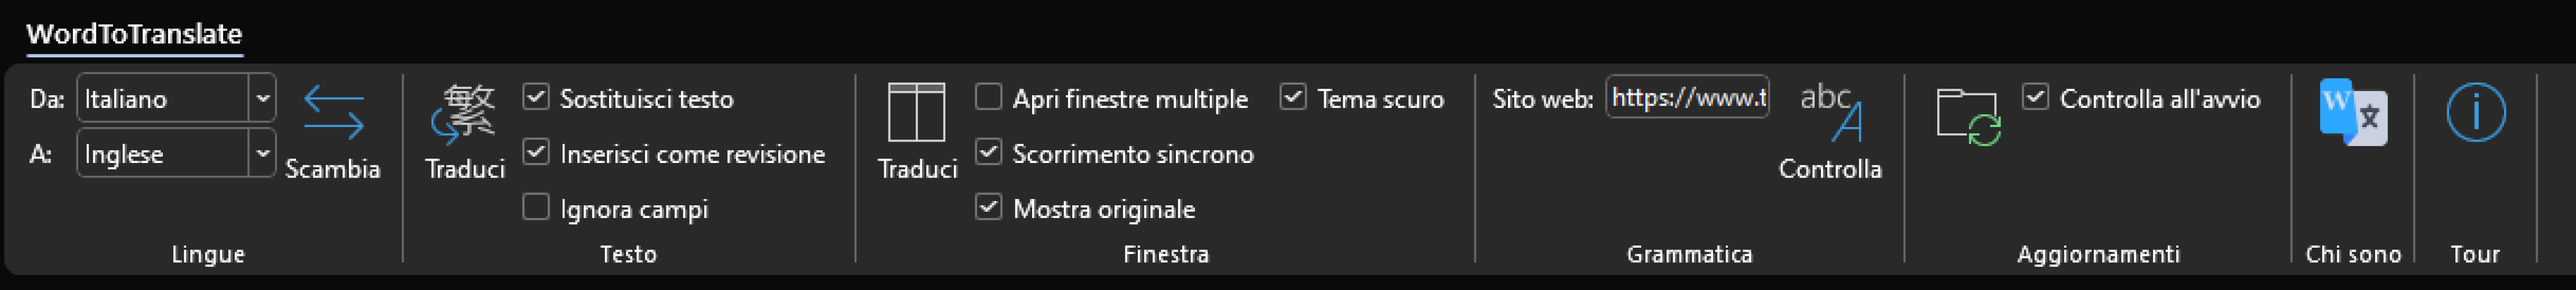 WordToTranslate
Da: Italiano
A: Inglese
Scambia
Lingue
繁
Traduci
Sostituisci testo
Inserisci come revisione
Ignora campi
Testo
Traduci
Apri finestre multiple
Scorrimento sincrono
Mostra originale
Tema scuro
Finestra
Sito web: https://www.t
abc A
Controlla
Grammatica
Controlla all'avvio
Aggiornamenti
W 文
Chi sono
i
Tour